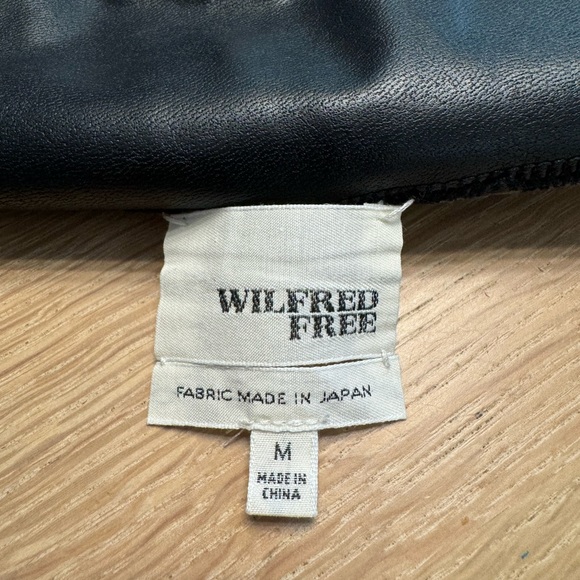 WILFRED
FREE
FABRIC MADE IN JAPAN
M
MADE IN
CHINA